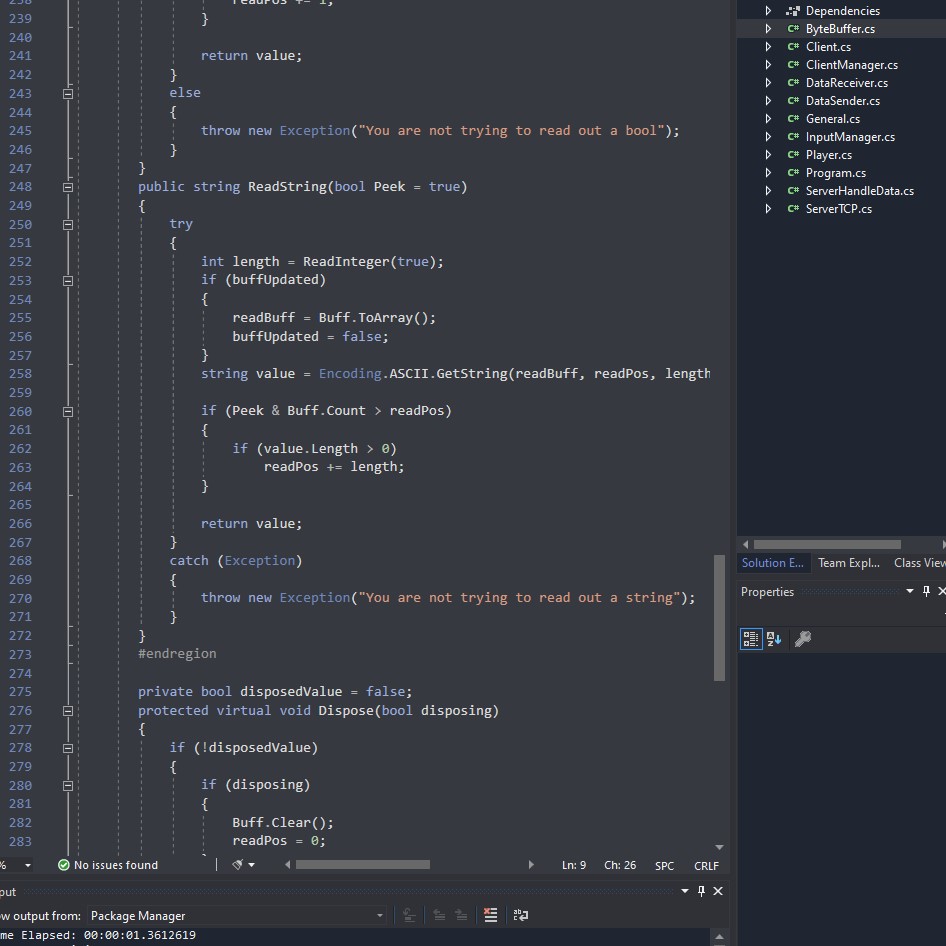 238 readPos += 1;
239 }
240
241 return value;
242 }
243 else
244 {
245 throw new Exception("You are not trying to read out a bool");
246 }
247 }
248 public string ReadString(bool Peek = true)
249 {
250 try
251 {
252 int length = ReadInteger(true);
253 if (buffUpdated)
254 {
255 readBuff = Buff.ToArray();
256 buffUpdated = false;
257 }
258 string value = Encoding.ASCII.GetString(readBuff, readPos, length
259
260 if (Peek & Buff.Count > readPos)
261 {
262 if (value.Length > 0)
263 readPos += length;
264 }
265
266 return value;
267 }
268 catch (Exception)
269 {
270 throw new Exception("You are not trying to read out a string");
271 }
272 }
273 #endregion
274
275 private bool disposedValue = false;
276 protected virtual void Dispose(bool disposing)
277 {
278 if (!disposedValue)
279 {
280 if (disposing)
281 {
282 Buff.Clear();
283 readPos = 0;
% No issues found Ln: 9 Ch: 26 SPC CRLF
put
w output from: Package Manager
me Elapsed: 00:00:01.3612619
Dependencies
C# ByteBuffer.cs
C# Client.cs
C# ClientManager.cs
C# DataReceiver.cs
C# DataSender.cs
C# General.cs
C# InputManager.cs
C# Player.cs
C# Program.cs
C# ServerHandleData.cs
C# ServerTCP.cs
Solution E... Team Expl... Class View
Properties